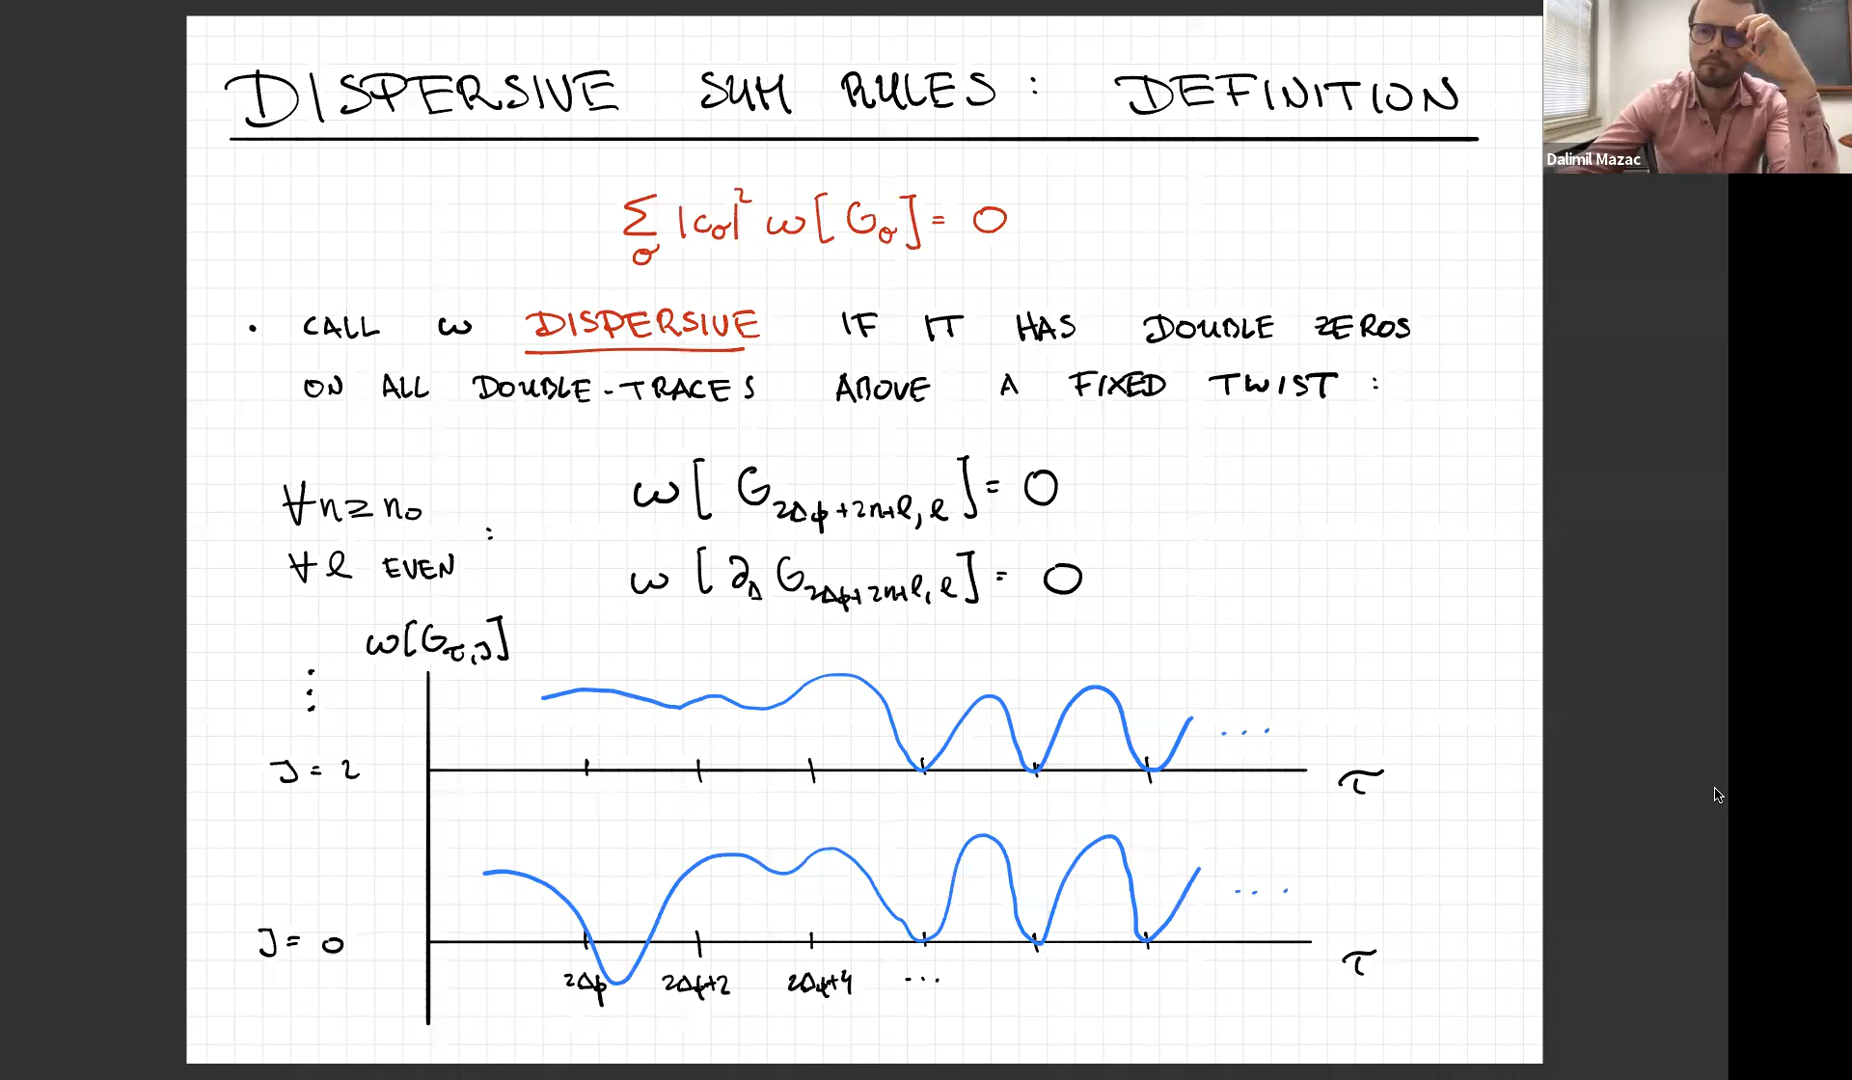 DISPERSIVE SUM RULES : DEFINITION
Dalimil Mazac
∑_O |c_O|² ω[G_O] = 0
• CALL ω DISPERSIVE IF IT HAS DOUBLE ZEROS
ON ALL DOUBLE-TRACES ABOVE A FIXED TWIST :
∀n≥n₀
∀ℓ EVEN :
ω[G_{2Δφ+2n+ℓ,ℓ}] = 0
ω[∂_Δ G_{2Δφ+2n+ℓ,ℓ}] = 0
ω[G_{τ,J}]
⋮
...
J = 2
τ
...
J = 0
τ
2Δφ 2Δφ+2 2Δφ+4 ...